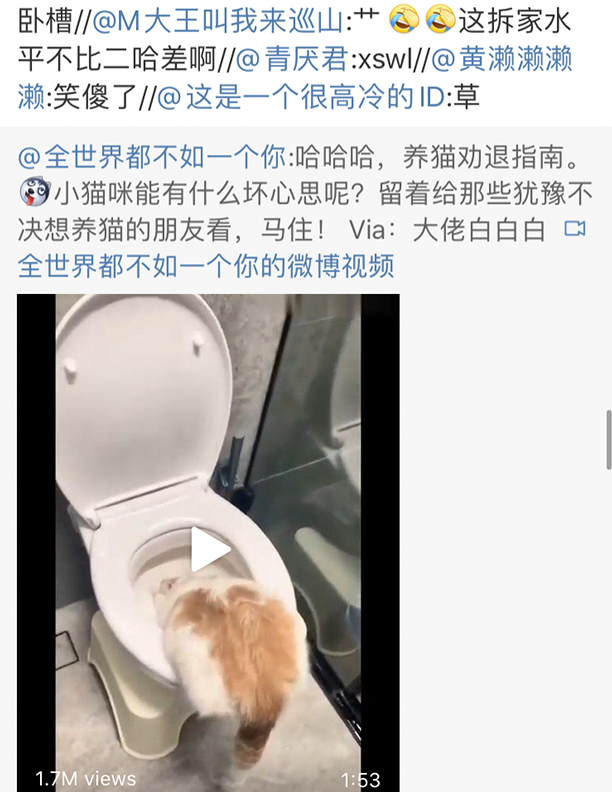 卧槽//@M大王叫我来巡山:艹🤣🤣这拆家水
平不比二哈差啊//@青厌君:xswl//@黄濑濑濑
濑:笑傻了//@这是一个很高冷的ID:草
@全世界都不如一个你:哈哈哈，养猫劝退指南。
小猫咪能有什么坏心思呢？留着给那些犹豫不
决想养猫的朋友看，马住！ Via：大佬白白白
全世界都不如一个你的微博视频
1.7M views
1:53